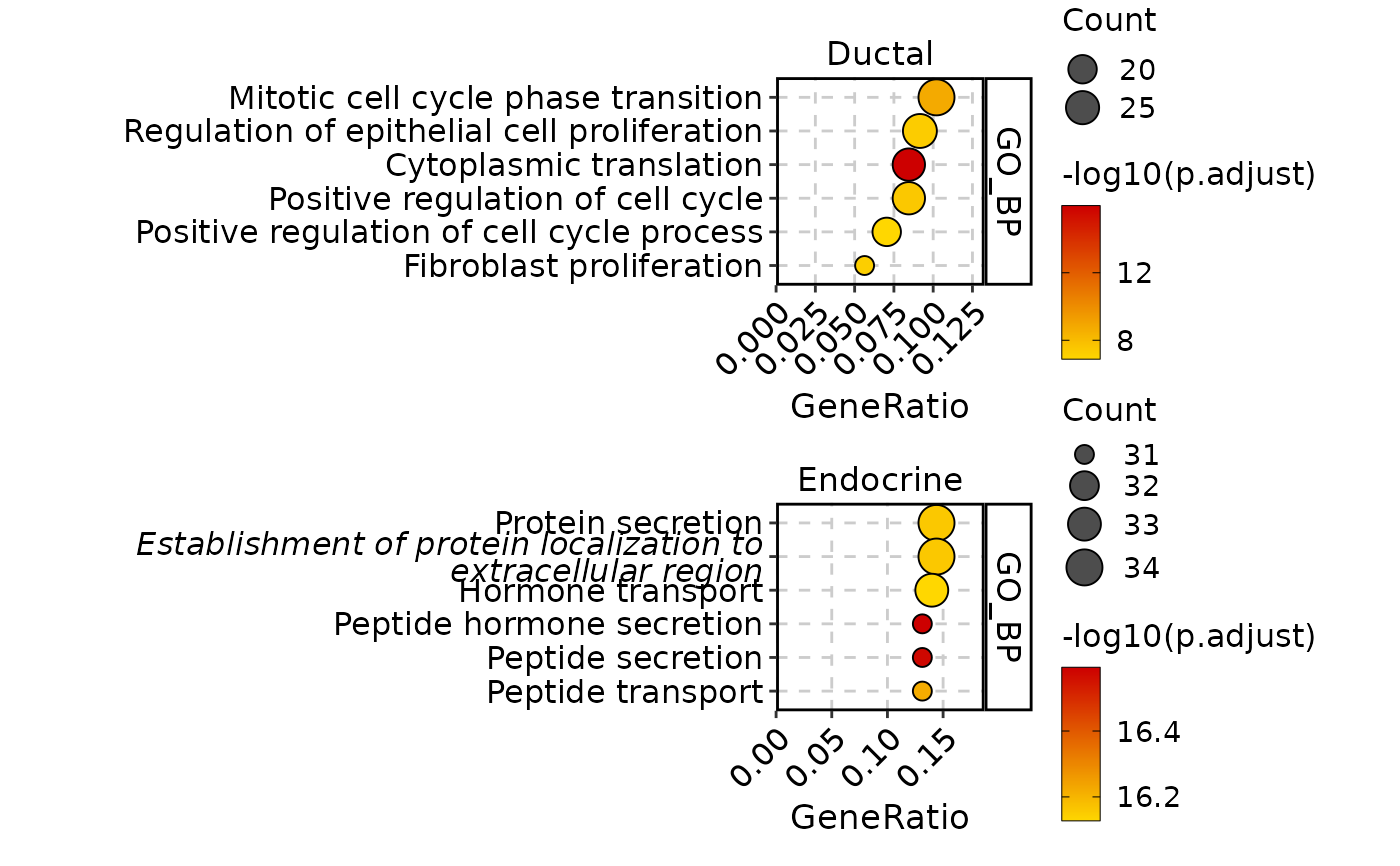 Ductal
Mitotic cell cycle phase transition
Regulation of epithelial cell proliferation
Cytoplasmic translation
Positive regulation of cell cycle
Positive regulation of cell cycle process
Fibroblast proliferation
GO_BP
0.000
0.025
0.050
0.075
0.100
0.125
GeneRatio
Count
20
25
-log10(p.adjust)
12
8
Endocrine
Protein secretion
Establishment of protein localization to
extracellular region
Hormone transport
Peptide hormone secretion
Peptide secretion
Peptide transport
GO_BP
0.00
0.05
0.10
0.15
GeneRatio
Count
31
32
33
34
-log10(p.adjust)
16.4
16.2